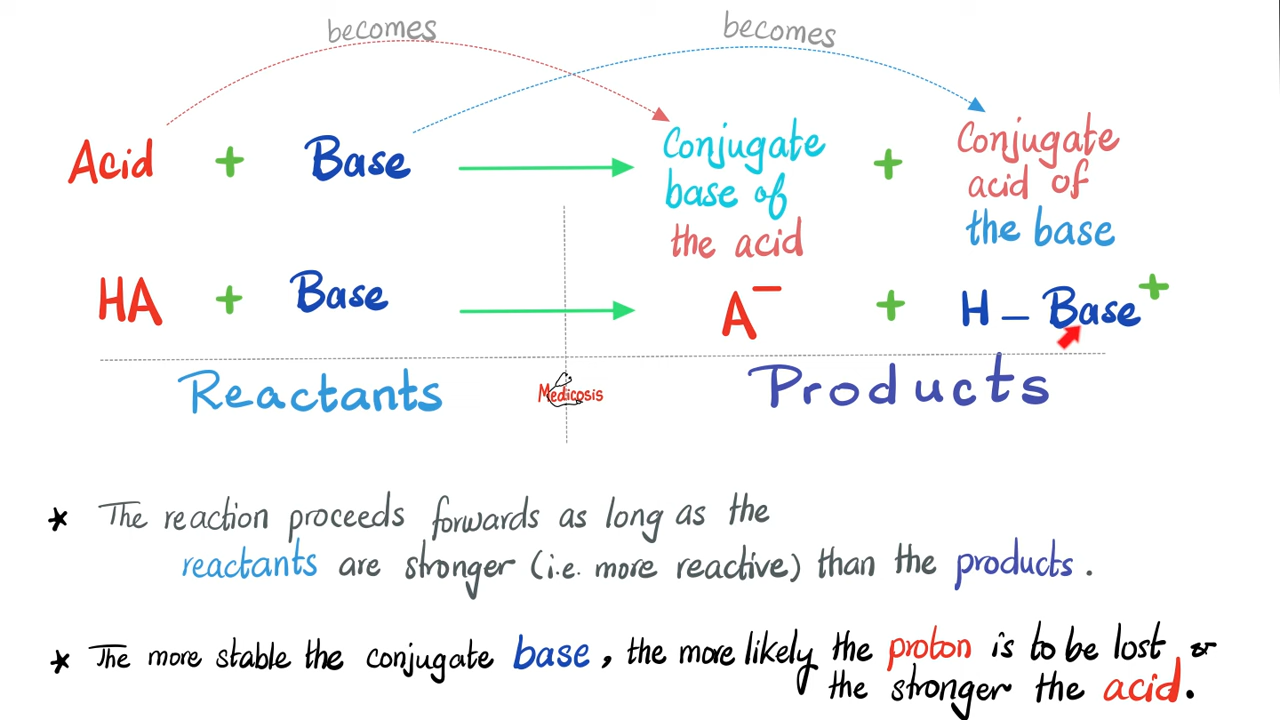 becomes becomes
Acid + Base Conjugate base of the acid + Conjugate acid of the base
HA + Base A⁻ + H – Base⁺
Reactants Medicosis Products
* The reaction proceeds forwards as long as the
reactants are stronger (i.e. more reactive) than the products.
* The more stable the conjugate base, the more likely the proton is to be lost or
the stronger the acid.